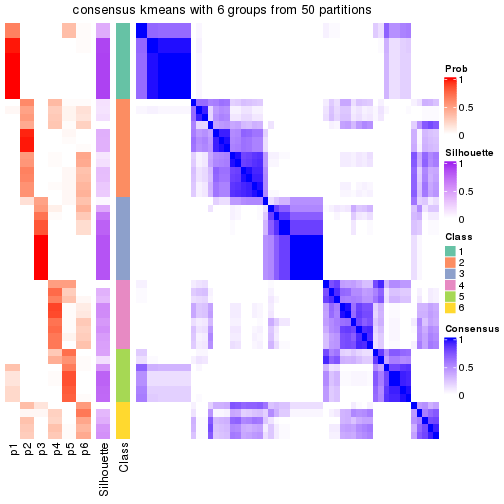 consensus kmeans with 6 groups from 50 partitions
Prob
1
0.5
0
Silhouette
1
0.5
0
Class
1
2
3
4
5
6
Consensus
1
0.5
0
p1
p2
p3
p4
p5
p6
Silhouette
Class